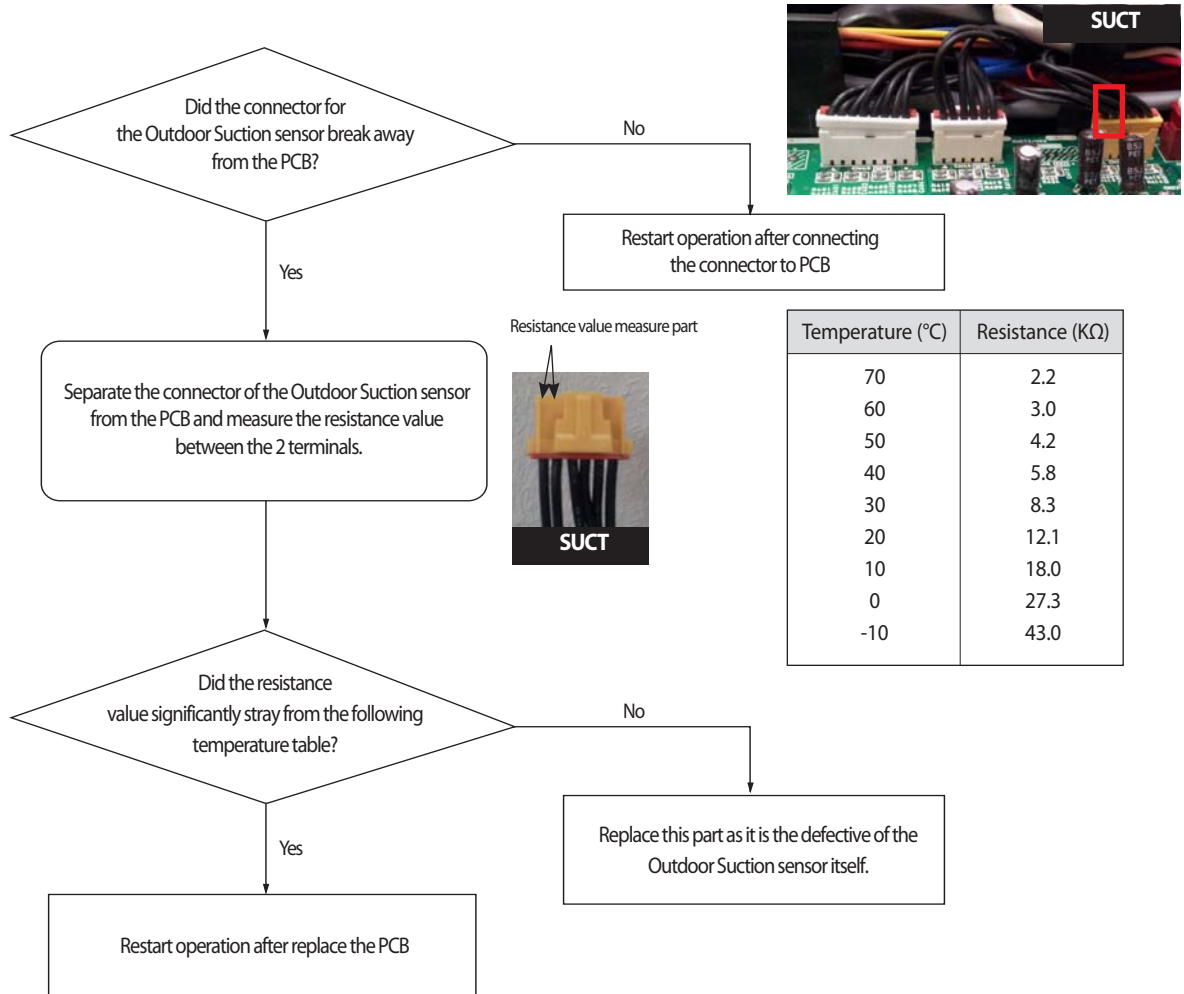 SUCT
Did the connector for
the Outdoor Suction sensor break away
from the PCB?
No
Restart operation after connecting
the connector to PCB
Yes
Separate the connector of the Outdoor Suction sensor
from the PCB and measure the resistance value
between the 2 terminals.
Resistance value measure part
SUCT
Temperature (°C) Resistance (KΩ)
70 2.2
60 3.0
50 4.2
40 5.8
30 8.3
20 12.1
10 18.0
0 27.3
-10 43.0
Did the resistance
value significantly stray from the following
temperature table?
No
Replace this part as it is the defective of the
Outdoor Suction sensor itself.
Yes
Restart operation after replace the PCB